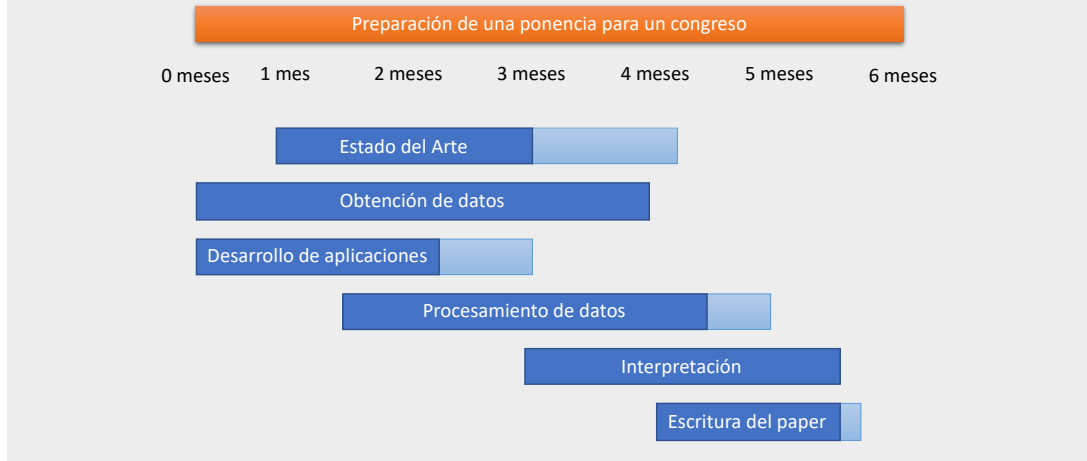 Preparación de una ponencia para un congreso
0 meses 1 mes 2 meses 3 meses 4 meses 5 meses 6 meses
Estado del Arte
Obtención de datos
Desarrollo de aplicaciones
Procesamiento de datos
Interpretación
Escritura del paper